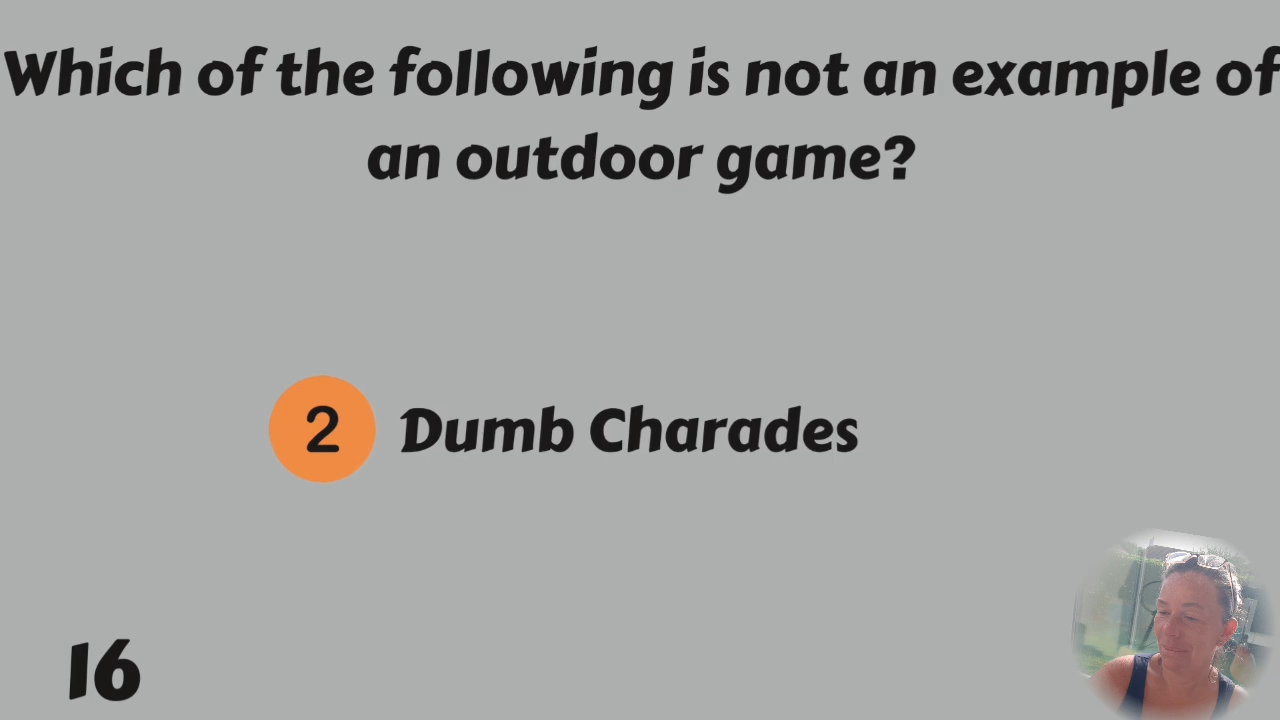 Which of the following is not an example of
an outdoor game?
2 Dumb Charades
16